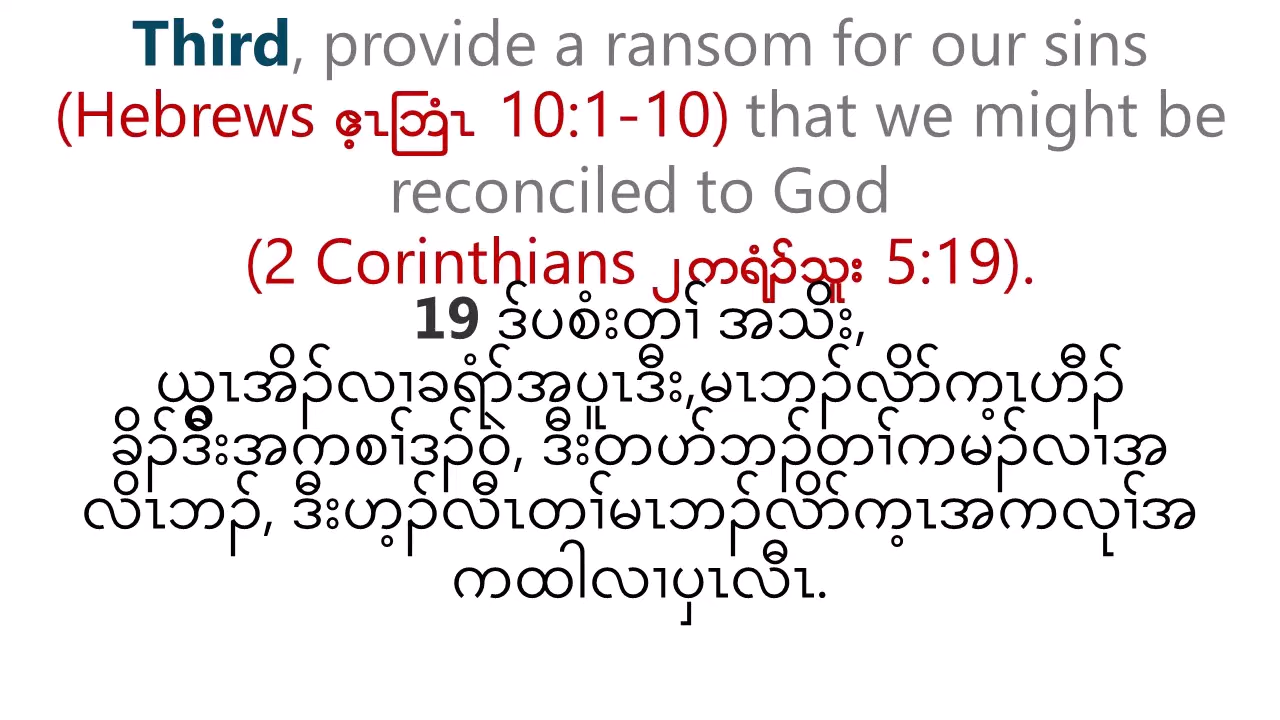 Third, provide a ransom for our sins
(Hebrews ဧ့ၤဘြံၤ 10:1-10) that we might be
reconciled to God
(2 Corinthians ၂ကရံၣ်သူး 5:19).
19 ဒ်ပစံးတၢ် အသိး,
ယွၤအိၣ်လၢခရံာ်အပူၤဒီး,မၤဘၣ်လိာ်က့ၤဟီၣ်
ခိၣ်ဒီးအကစၢ်ဒၣ်ဝဲ, ဒီးတဟ်ဘၣ်တၢ်ကမၣ်လၢအ
လိၤဘၣ်, ဒီးဟ့ၣ်လီၤတၢ်မၤဘၣ်လိာ်က့ၤအကလုၢ်အ
ကထါလၢပှၤလီၤ.